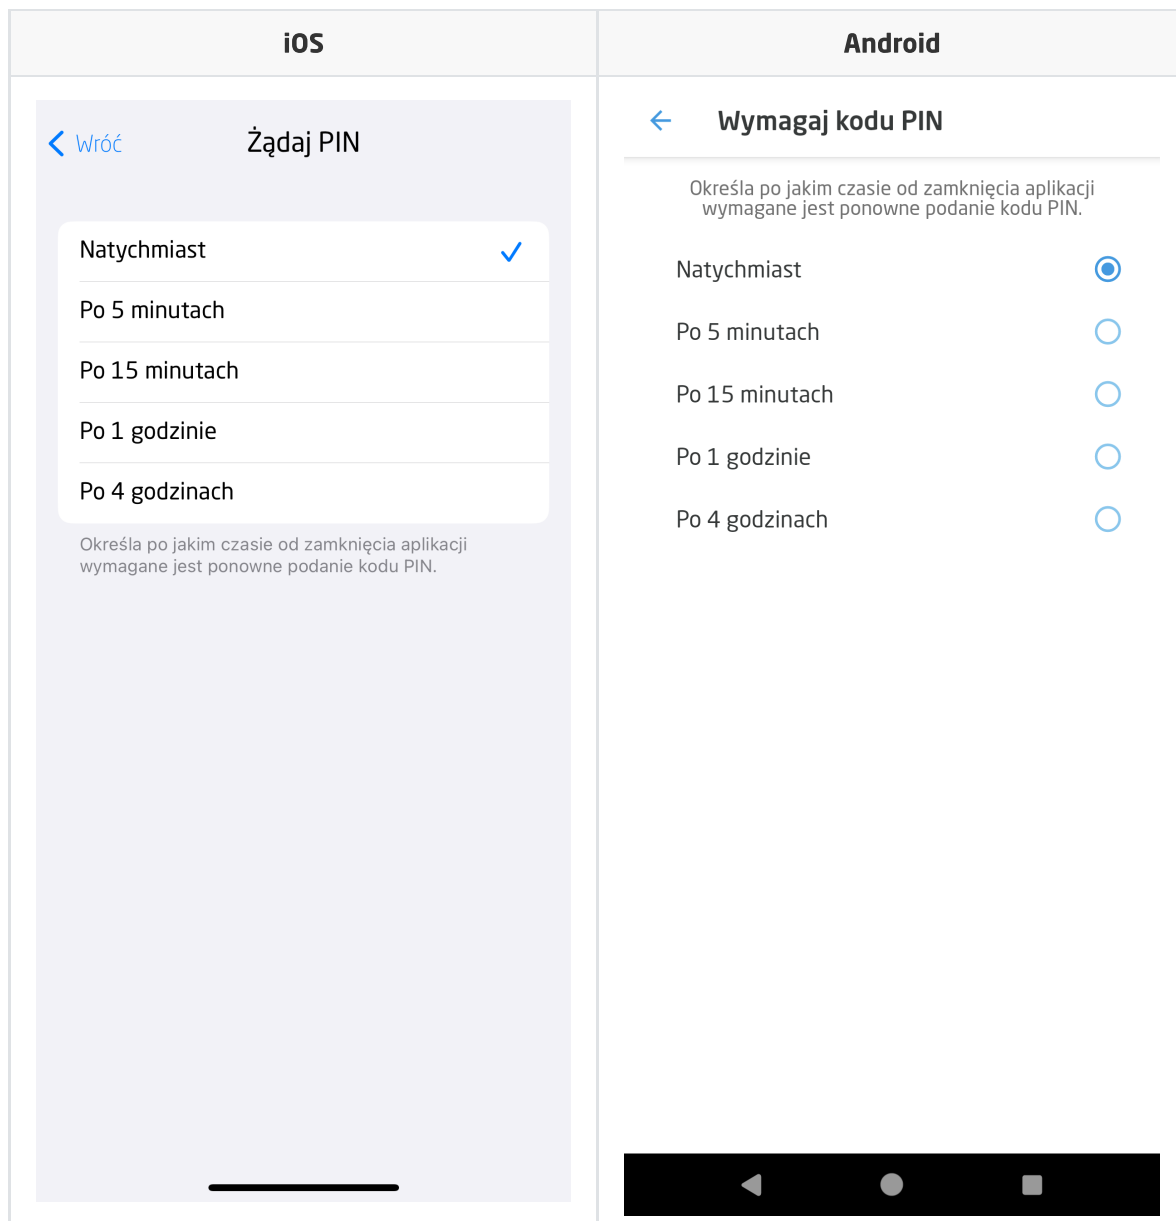 iOS
Android
Wróć
Żądaj PIN
Natychmiast
Po 5 minutach
Po 15 minutach
Po 1 godzinie
Po 4 godzinach
Określa po jakim czasie od zamknięcia aplikacji
wymagane jest ponowne podanie kodu PIN.
Wymagaj kodu PIN
Określa po jakim czasie od zamknięcia aplikacji
wymagane jest ponowne podanie kodu PIN.
Natychmiast
Po 5 minutach
Po 15 minutach
Po 1 godzinie
Po 4 godzinach